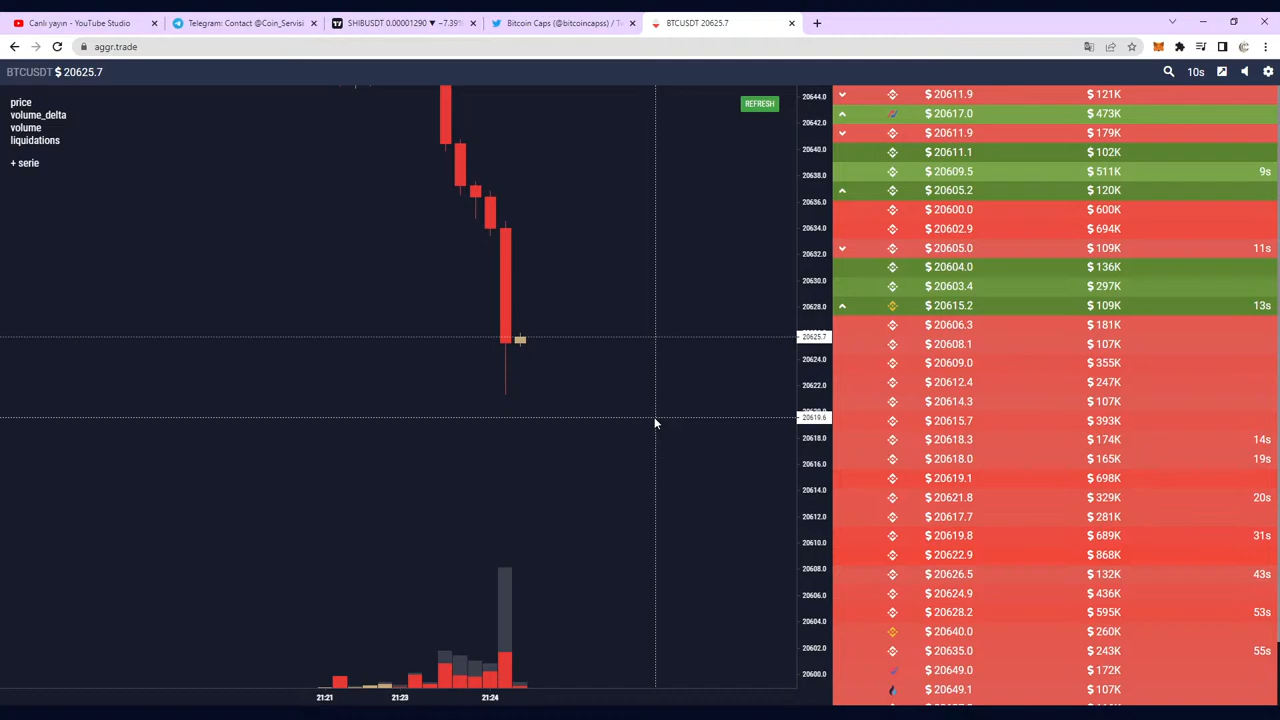 Canlı yayın - YouTube Studio
Telegram: Contact @Coin_Servisi
SHIBUSDT 0.00001290 ▼ −7.39%
Bitcoin Caps (@bitcoincapss) / Tw
BTCUSDT 20625.7
aggr.trade
BTCUSDT $ 20625.7
10s
price
volume_delta
volume
liquidations
+ serie
REFRESH
20644.0
20642.0
20640.0
20638.0
20636.0
20634.0
20632.0
20630.0
20628.0
20625.7
20624.0
20622.0
20619.6
20618.0
20616.0
20614.0
20612.0
20610.0
20608.0
20606.0
20604.0
20602.0
20600.0
21:21
21:23
21:24
$ 20611.9 $ 121K
$ 20617.0 $ 473K
$ 20611.9 $ 179K
$ 20611.1 $ 102K
$ 20609.5 $ 511K 9s
$ 20605.2 $ 120K
$ 20600.0 $ 600K
$ 20602.9 $ 694K
$ 20605.0 $ 109K 11s
$ 20604.0 $ 136K
$ 20603.4 $ 297K
$ 20615.2 $ 109K 13s
$ 20606.3 $ 181K
$ 20608.1 $ 107K
$ 20609.0 $ 355K
$ 20612.4 $ 247K
$ 20614.3 $ 107K
$ 20615.7 $ 393K
$ 20618.3 $ 174K 14s
$ 20618.0 $ 165K 19s
$ 20619.1 $ 698K
$ 20621.8 $ 329K 20s
$ 20617.7 $ 281K
$ 20619.8 $ 689K 31s
$ 20622.9 $ 868K
$ 20626.5 $ 132K 43s
$ 20624.9 $ 436K
$ 20628.2 $ 595K 53s
$ 20640.0 $ 260K
$ 20635.0 $ 243K 55s
$ 20649.0 $ 172K
$ 20649.1 $ 107K